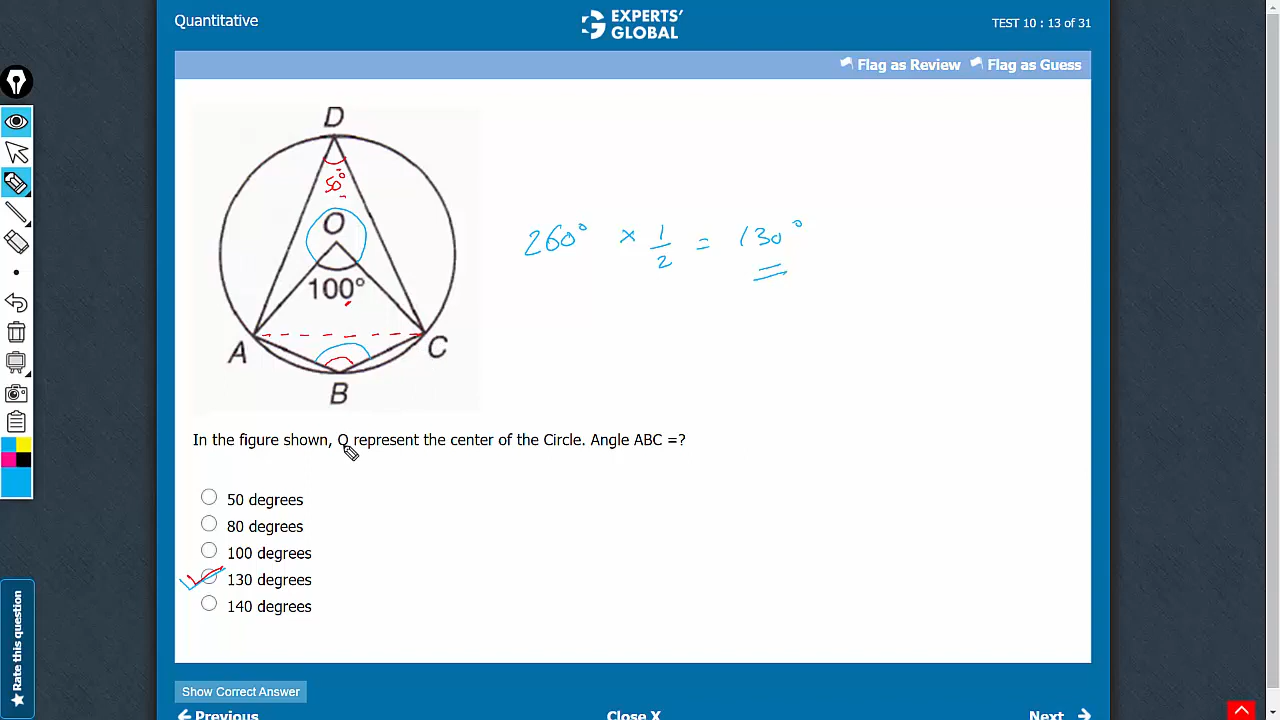 Quantitative
EXPERTS'
GLOBAL
TEST 10 : 13 of 31
Flag as Review
Flag as Guess
D
50°
O
100°
A
C
B
260° × 1/2 = 130°
In the figure shown, O represent the center of the Circle. Angle ABC =?
50 degrees
80 degrees
100 degrees
130 degrees
140 degrees
Rate this question
Show Correct Answer
Previous
Close X
Next